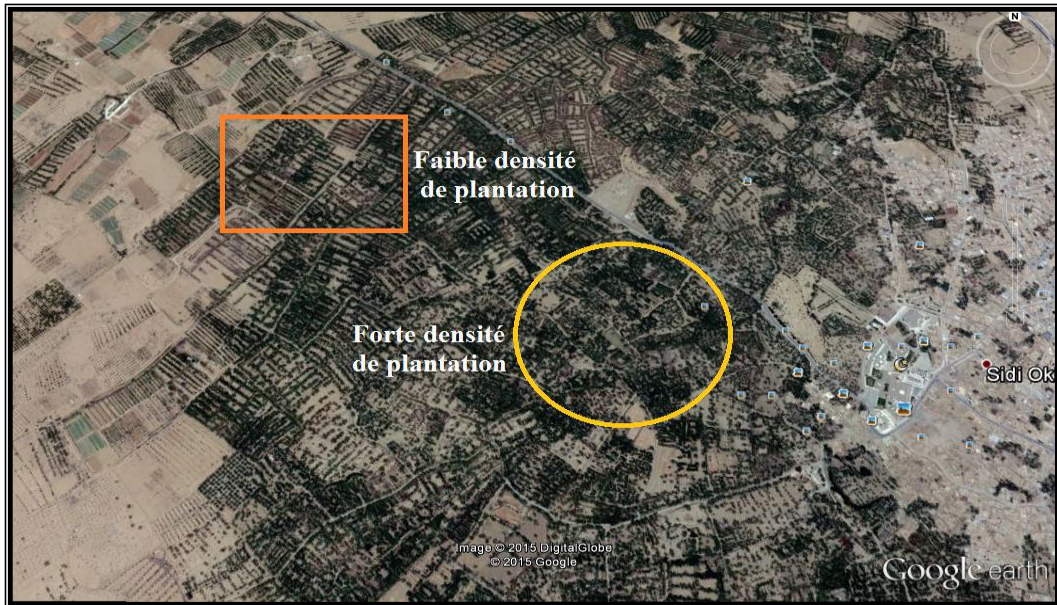 N
Faible densité
de plantation
Forte densité
de plantation
Sidi Ok
Image © 2015 DigitalGlobe
© 2015 Google
Google earth